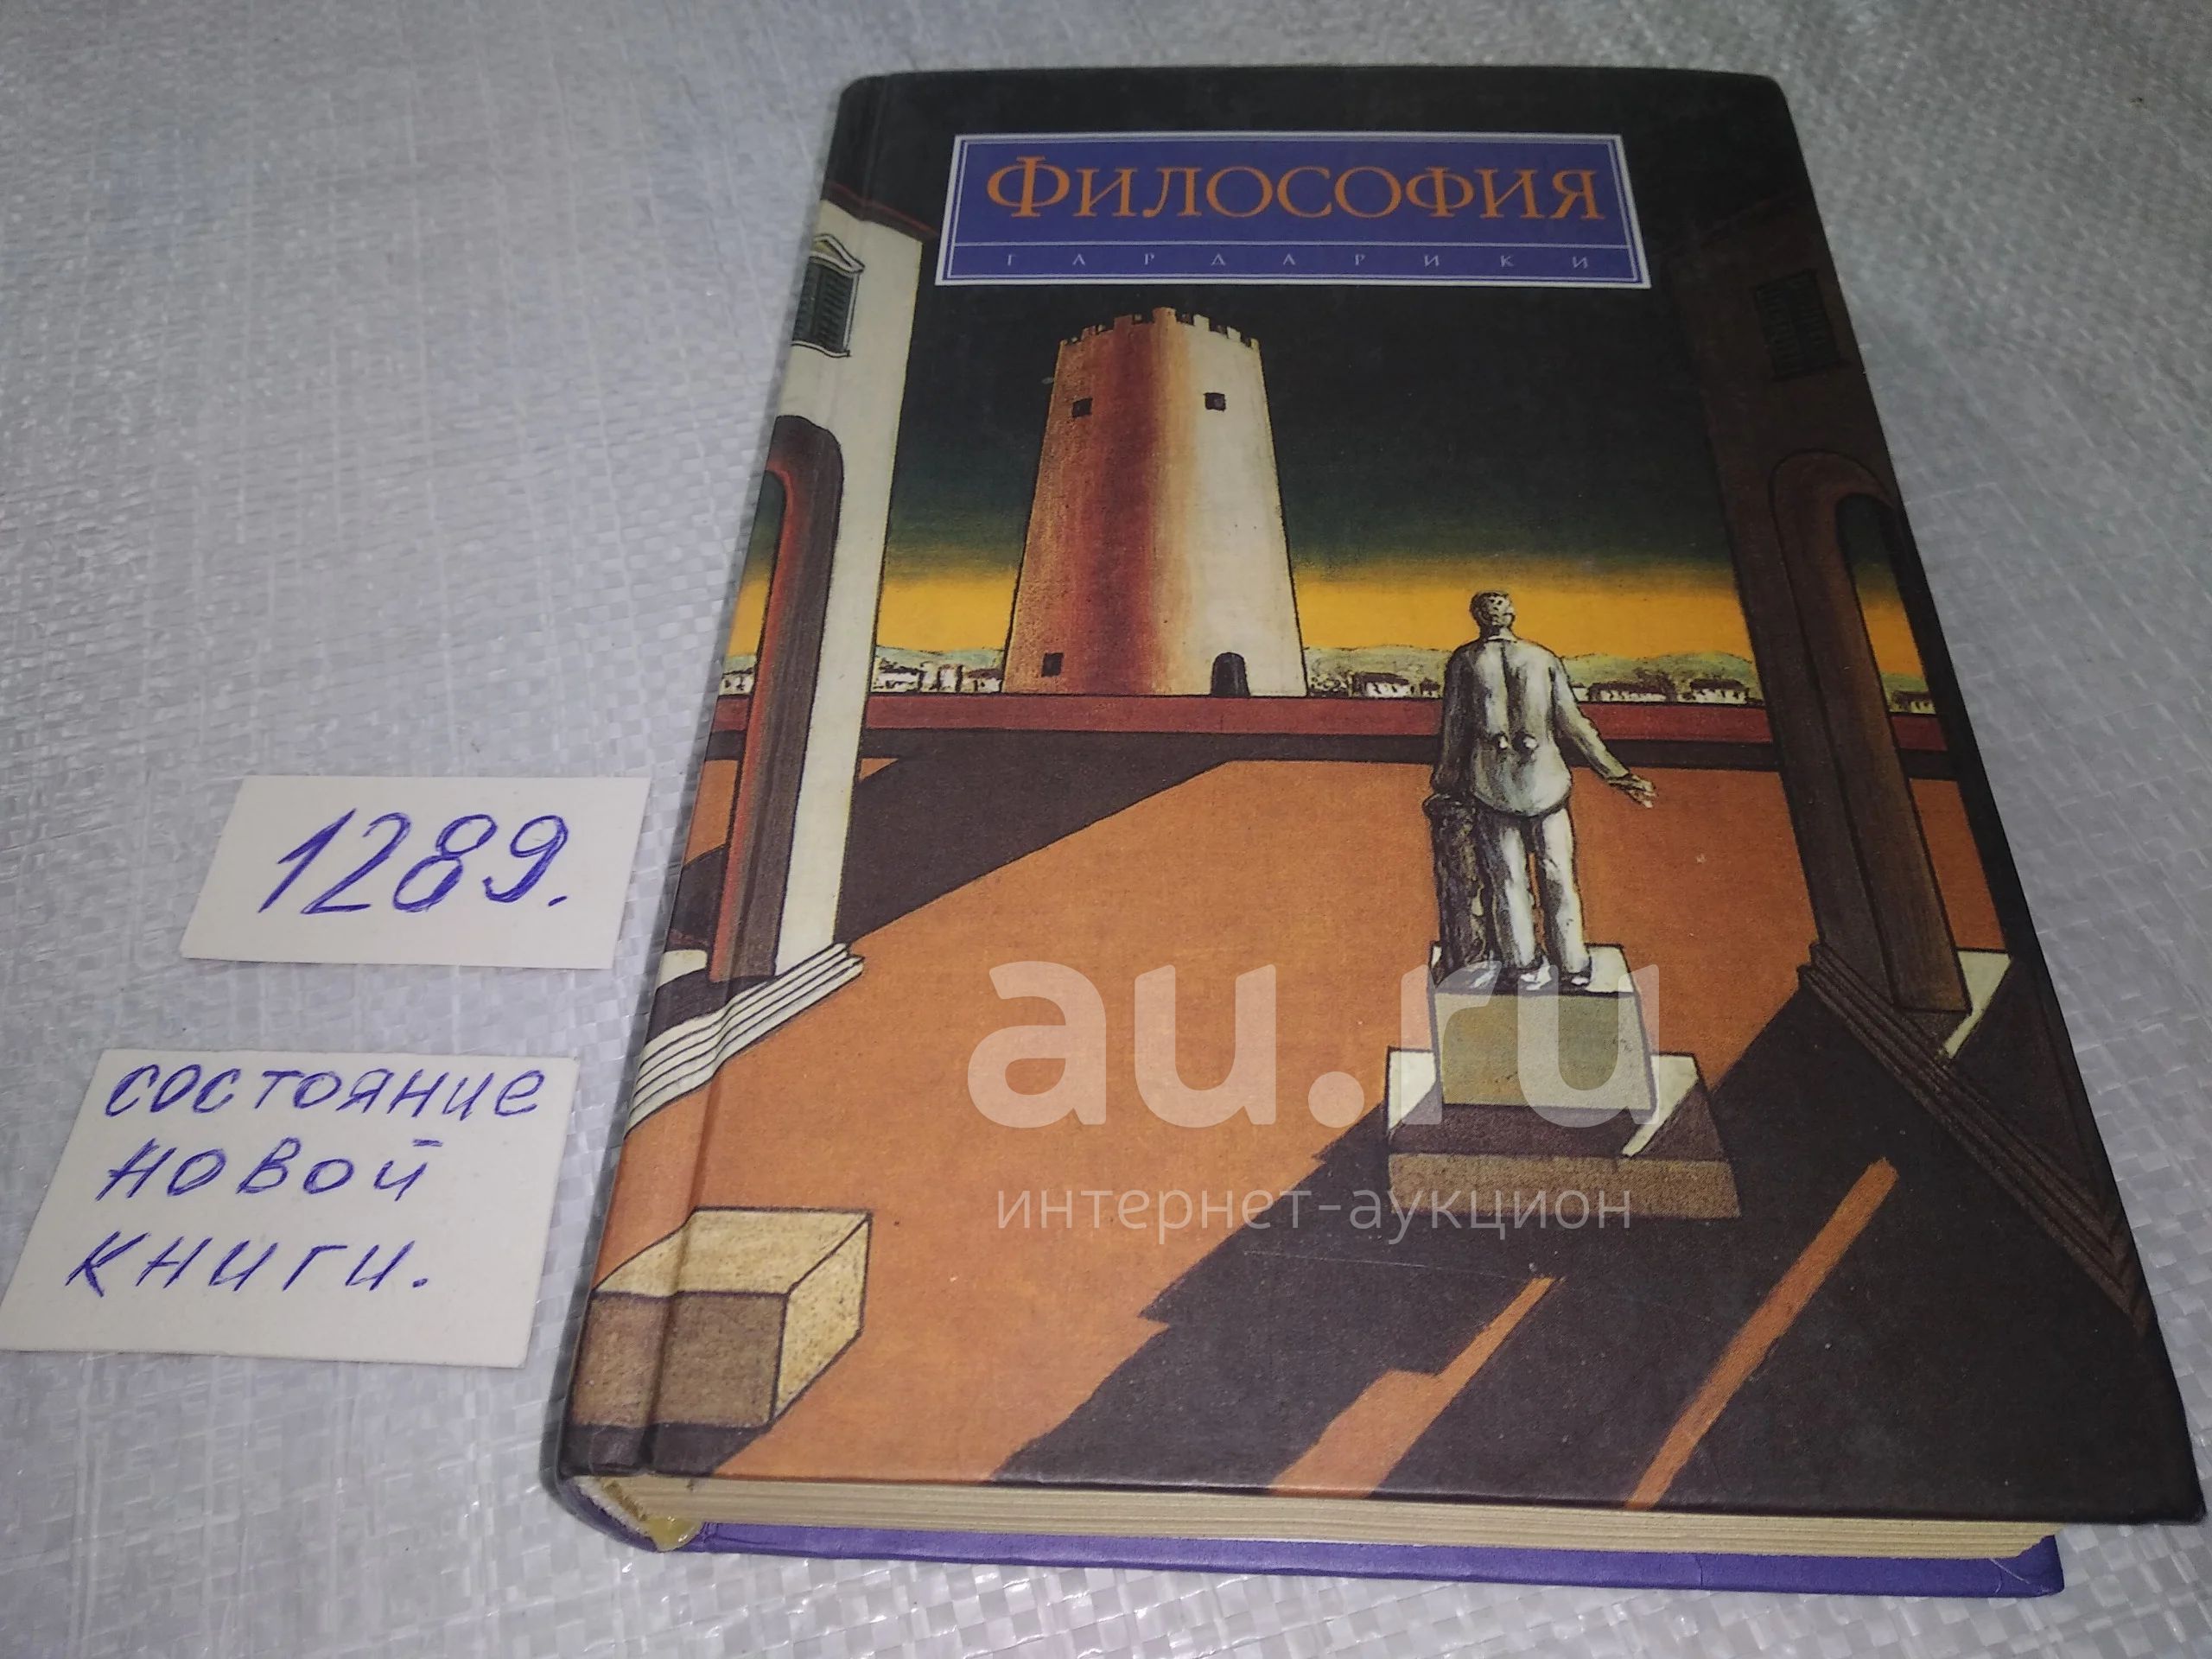 ФИЛОСОФИЯ
ГАРДАРИКИ
1289.
состояние
новой
книги.
au.ru
интернет-аукцион